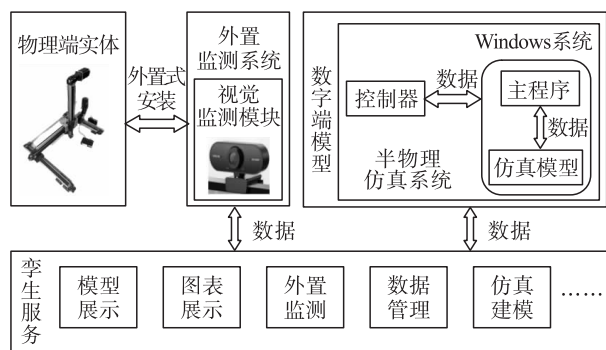 物理端实体
外置式
安装
外置
监测系统
视觉
监测模块
数字端模型
Windows系统
控制器
数据
主程序
数据
仿真模型
半物理
仿真系统
数据
数据
孪生服务
模型
展示
图表
展示
外置
监测
数据
管理
仿真
建模
……